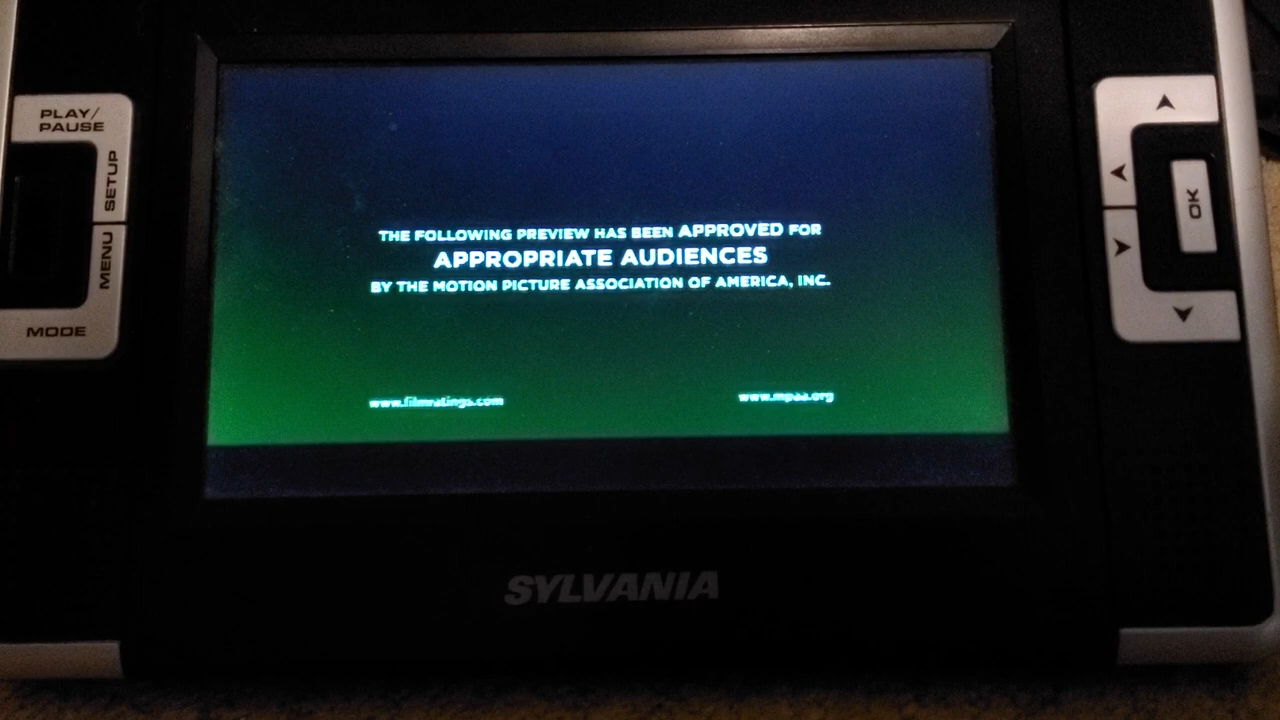 PLAY/
PAUSE
SETUP
MENU
MODE
THE FOLLOWING PREVIEW HAS BEEN APPROVED FOR
APPROPRIATE AUDIENCES
BY THE MOTION PICTURE ASSOCIATION OF AMERICA, INC.
www.filmratings.com
www.mpaa.org
OK
SYLVANIA